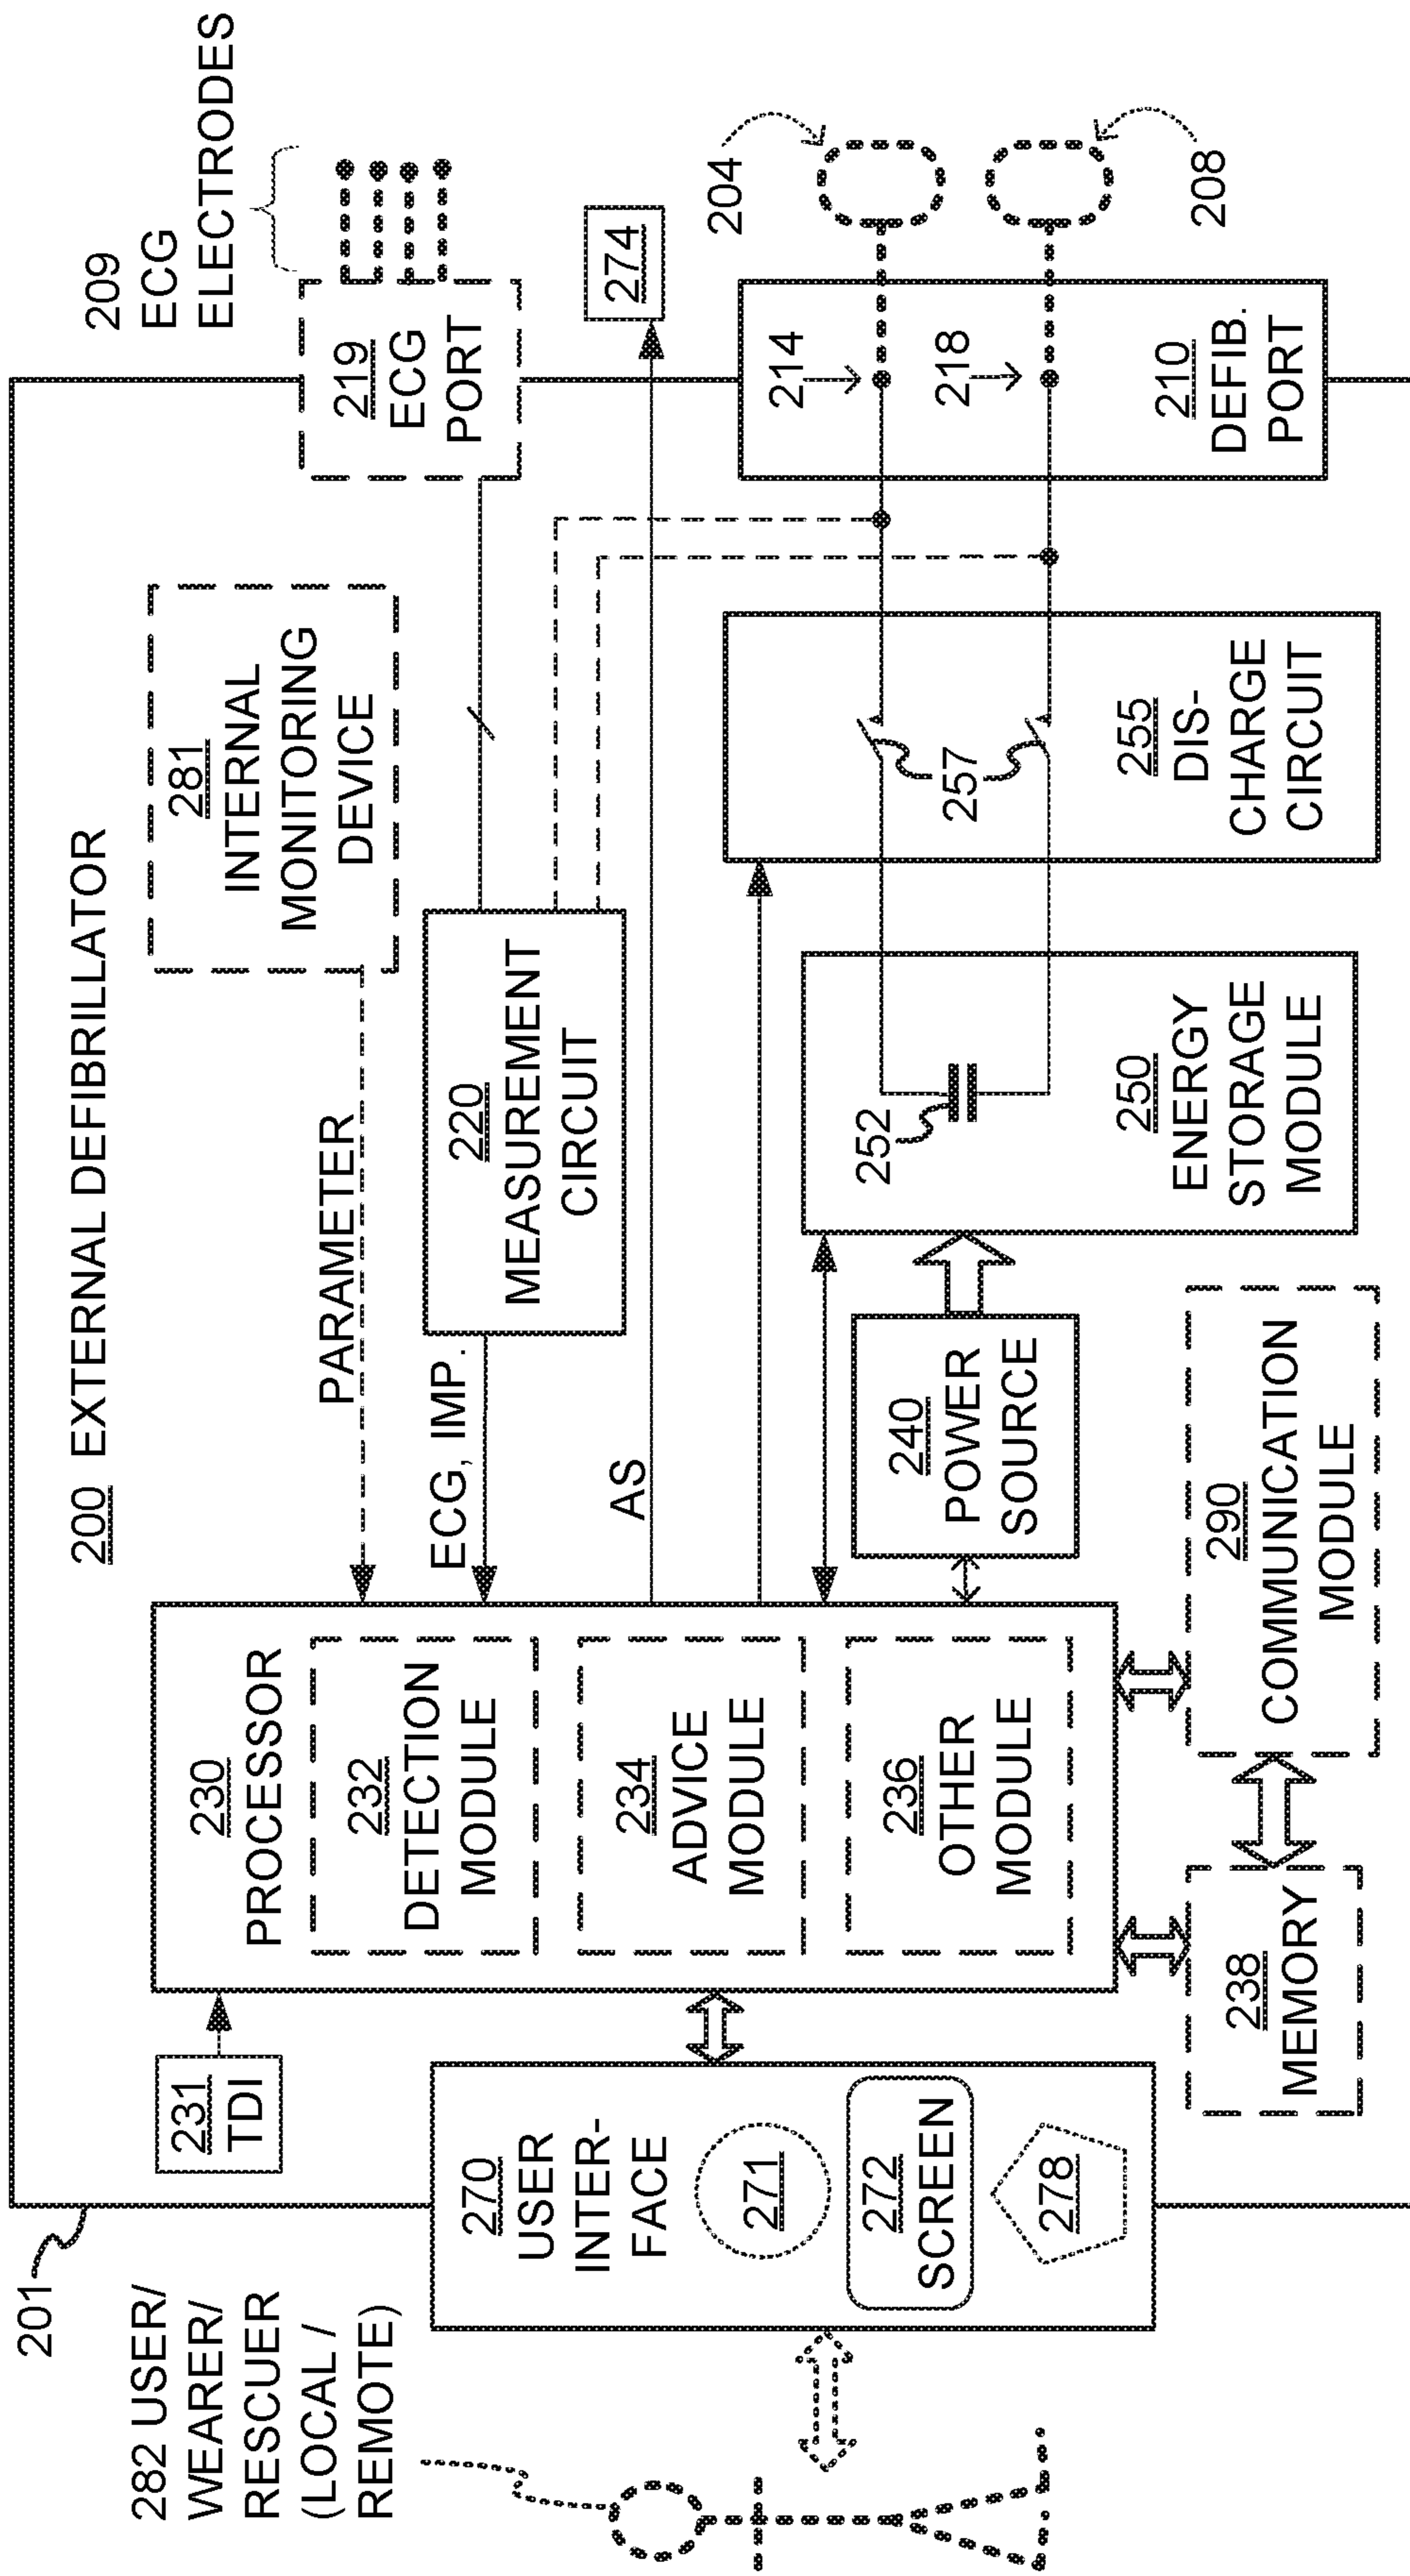 200 EXTERNAL DEFIBRILLATOR
201
282 USER/
WEARER/
RESCUER
(LOCAL /
REMOTE)
231
TDI
230
PROCESSOR
232
DETECTION
MODULE
234
ADVICE
MODULE
236
OTHER
MODULE
270
USER
INTER-
FACE
271
272
SCREEN
278
238
MEMORY
290
COMMUNICATION
MODULE
PARAMETER
ECG, IMP.
AS
281
INTERNAL
MONITORING
DEVICE
220
MEASUREMENT
CIRCUIT
240
POWER
SOURCE
252
250
ENERGY
STORAGE
MODULE
257
255
DIS-
CHARGE
CIRCUIT
209
ECG
ELECTRODES
219
ECG
PORT
274
214
218
210
DEFIB.
PORT
204
208